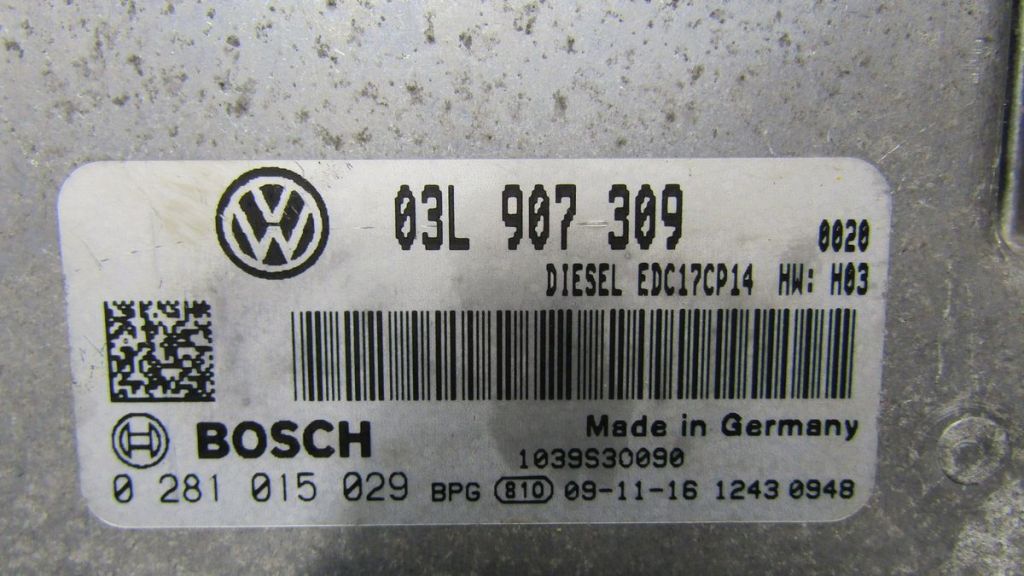 03L 907 309
0020
DIESEL EDC17CP14 HW: H03
BOSCH
Made in Germany
1039S30090
0 281 015 029 BPG 810 09-11-16 1243 0948